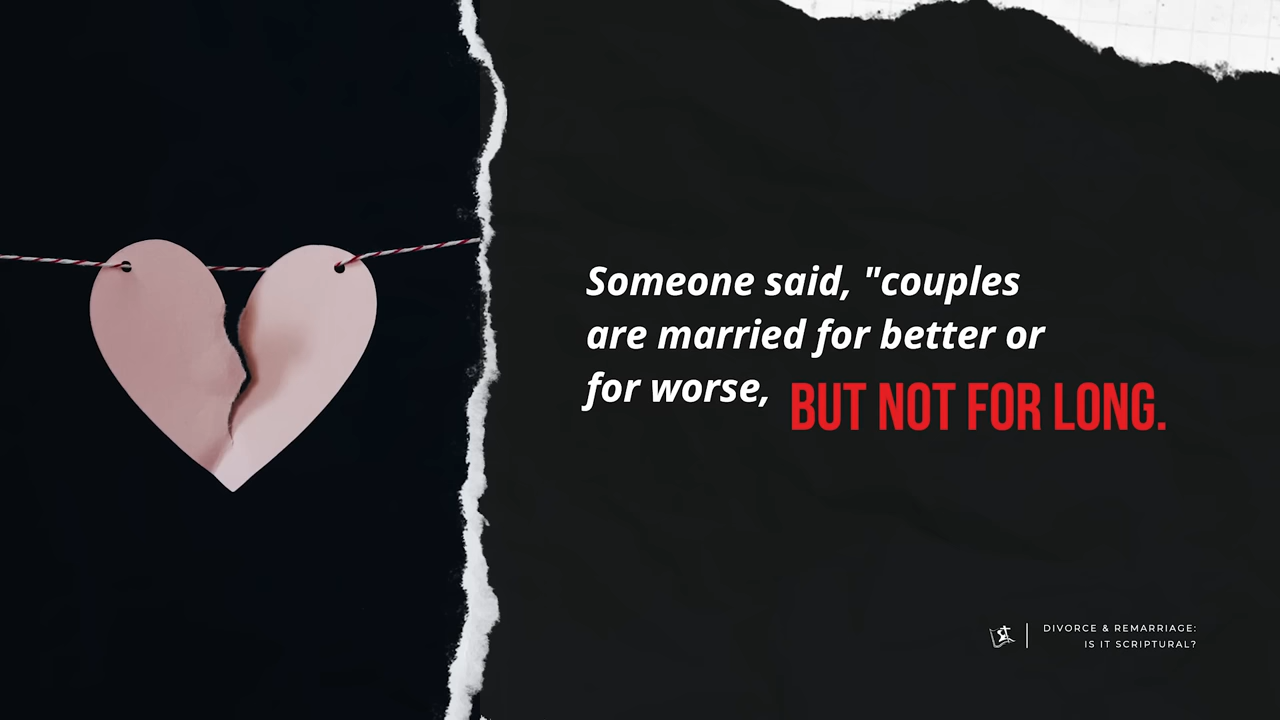 Someone said, "couples
are married for better or
for worse, BUT NOT FOR LONG.
DIVORCE & REMARRIAGE:
IS IT SCRIPTURAL?